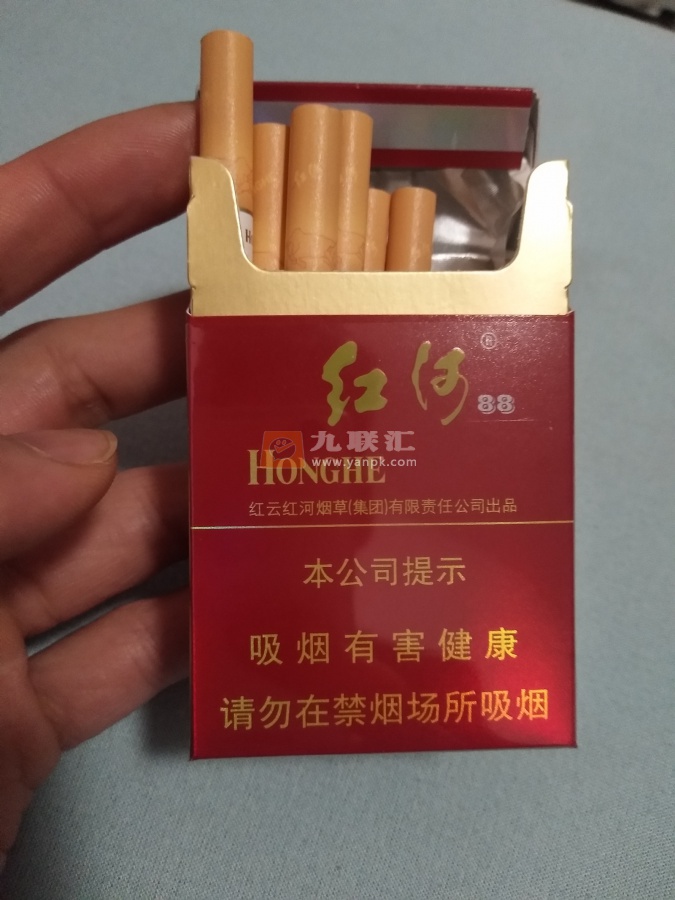 红河
红河®88
九联汇
www.yanpk.com
HONGHE
红云红河烟草(集团)有限责任公司出品
本公司提示
吸烟有害健康
请勿在禁烟场所吸烟